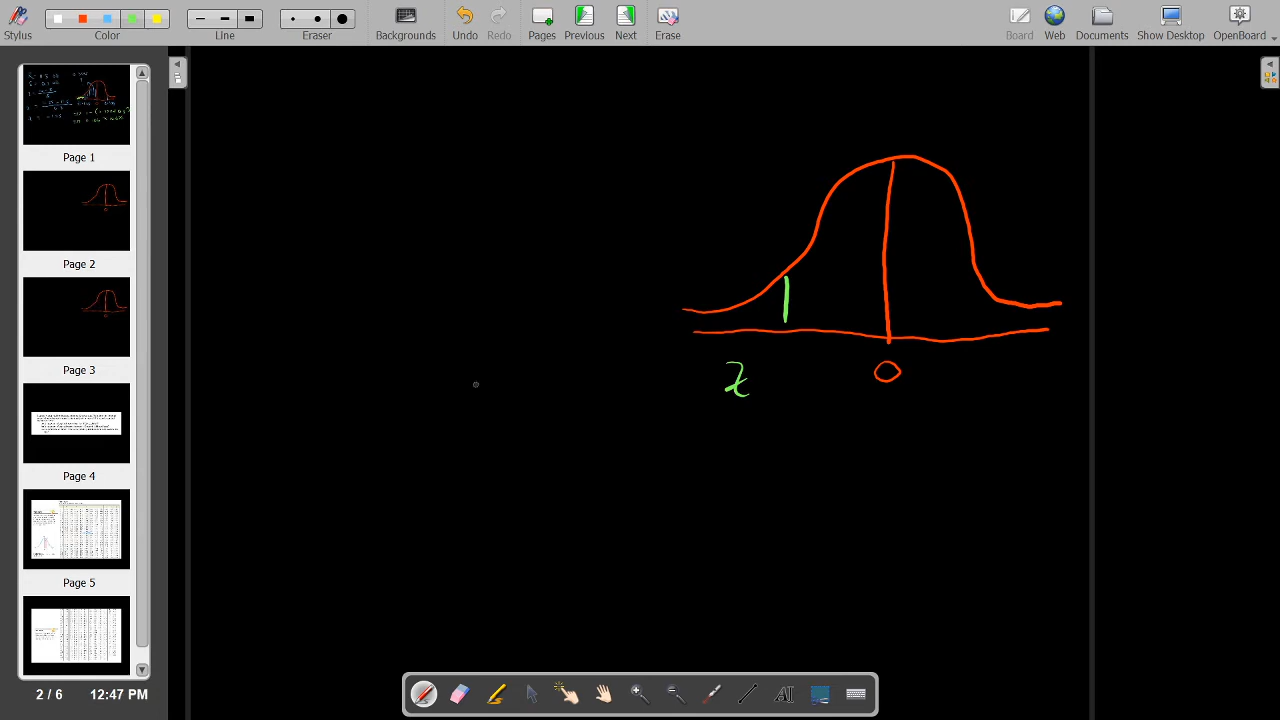 Stylus
Color
Line
Eraser
Backgrounds
Undo
Redo
Pages
Previous
Next
Erase
Board
Web
Documents
Show Desktop
OpenBoard
Page 1
Page 2
Page 3
Page 4
Page 5
z
0
2 / 6
12:47 PM
AI